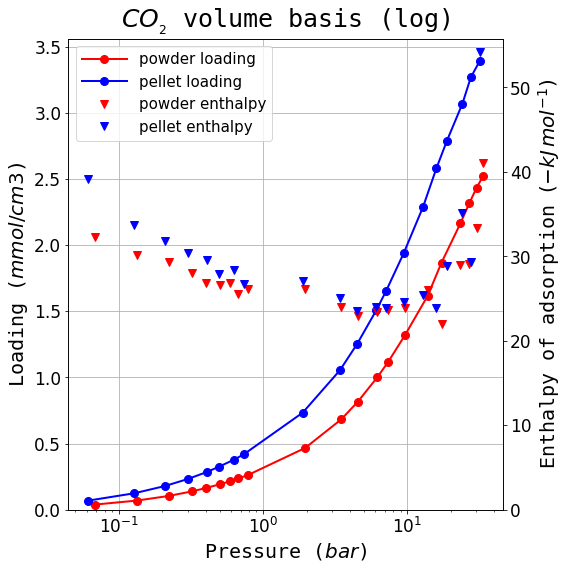 CO₂ volume basis (log)
powder loading
pellet loading
powder enthalpy
pellet enthalpy
3.5
3.0
2.5
2.0
1.5
1.0
0.5
0.0
Loading (mmol/cm3)
50
40
30
20
10
0
Enthalpy of adsorption (−kJmol⁻¹)
10⁻¹ 10⁰ 10¹
Pressure (bar)